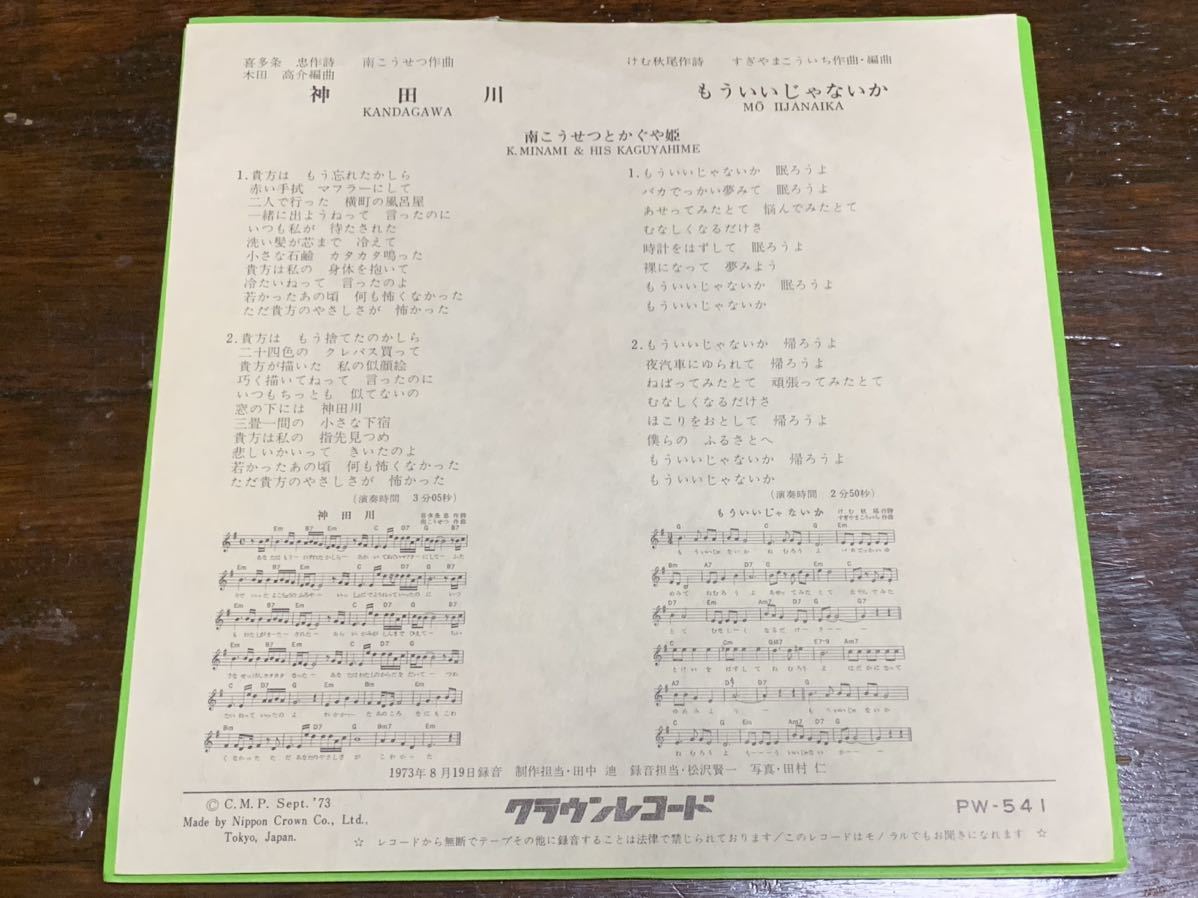 喜多条 忠作詩 南こうせつ作曲
木田 高介編曲
神田川
KANDAGAWA
けむ秋尾作詩 すぎやまこういち作曲・編曲
もういいじゃないか
MŌ IIJANAIKA
南こうせつとかぐや姫
K. MINAMI & HIS KAGUYAHIME
1. 貴方は もう忘れたかしら
赤い手拭 マフラーにして
二人で行った 横町の風呂屋
一緒に出ようねって 言ったのに
いつも私が 待たされた
洗い髪が芯まで 冷えて
小さな石鹼 カタカタ鳴った
貴方は私の 身体を抱いて
冷たいねって 言ったのよ
若かったあの頃 何も怖くなかった
ただ貴方のやさしさが 怖かった
2. 貴方は もう捨てたのかしら
二十四色の クレパス買って
貴方が描いた 私の似顔絵
巧く描いてねって 言ったのに
いつもちっとも 似てないの
窓の下には 神田川
三畳一間の 小さな下宿
貴方は私の 指先見つめ
悲しいかいって きいたのよ
若かったあの頃 何も怖くなかった
ただ貴方のやさしさが 怖かった
(演奏時間 3分05秒)
1. もういいじゃないか 眠ろうよ
バカでっかい夢みて 眠ろうよ
あせってみたとて 悩んでみたとて
むなしくなるだけさ
時計をはずして 眠ろうよ
裸になって 夢みよう
もういいじゃないか 眠ろうよ
もういいじゃないか
2. もういいじゃないか 帰ろうよ
夜汽車にゆられて 帰ろうよ
ねばってみたとて 頑張ってみたとて
むなしくなるだけさ
ほこりをおとして 帰ろうよ
僕らの ふるさとへ
もういいじゃないか 帰ろうよ
もういいじゃないか
(演奏時間 2分50秒)
神田川
喜多条 忠 作詩
南こうせつ 作曲
もういいじゃないか
けむ秋尾 作詩
すぎやまこういち 作曲
1973年8月19日録音 制作担当・田中 迪 録音担当・松沢賢一 写真・田村 仁
© C.M.P. Sept. '73
Made by Nippon Crown Co., Ltd.,
Tokyo, Japan.
クラウンレコード
PW-541
☆ レコードから無断でテープその他に録音することは法律で禁じられております/このレコードはモノラルでもお聞きになれます ☆